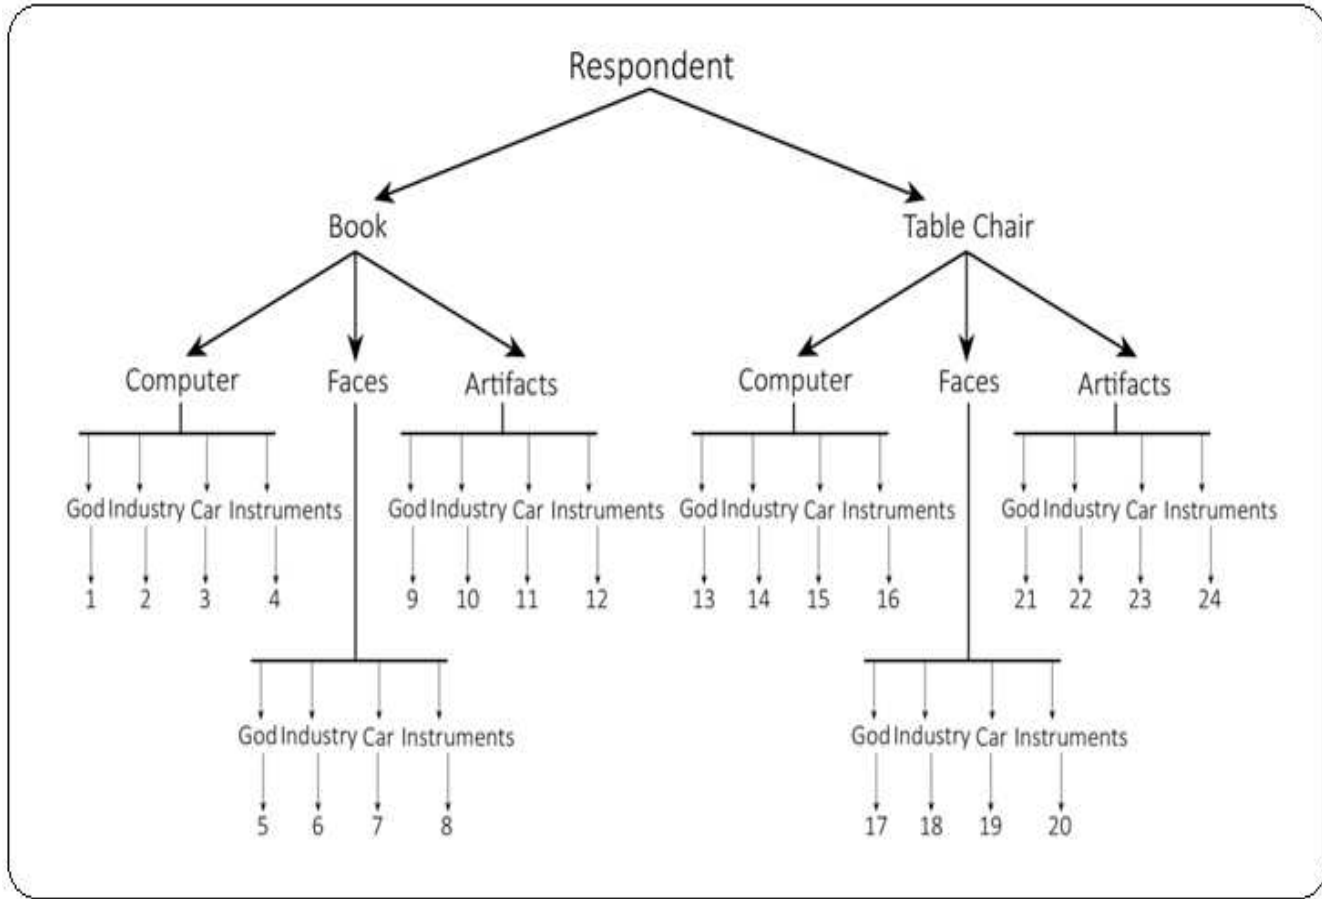 Respondent
Book Table Chair
Computer Faces Artifacts Computer Faces Artifacts
God Industry Car Instruments God Industry Car Instruments God Industry Car Instruments God Industry Car Instruments
1 2 3 4 9 10 11 12 13 14 15 16 21 22 23 24
God Industry Car Instruments God Industry Car Instruments
5 6 7 8 17 18 19 20